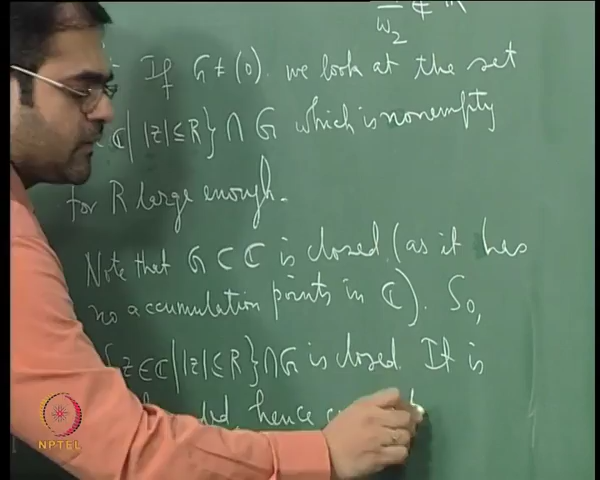 ω₂ ∉ ℝ
If G ≠ (0). we look at the set
ℂ | |z| ≤ R} ∩ G which is nonempty
for R large enough.
Note that G ⊂ ℂ is closed (as it has
no accumulation points in ℂ). So,
{z ∈ ℂ | |z| ≤ R} ∩ G is closed. It is
hence
NPTEL